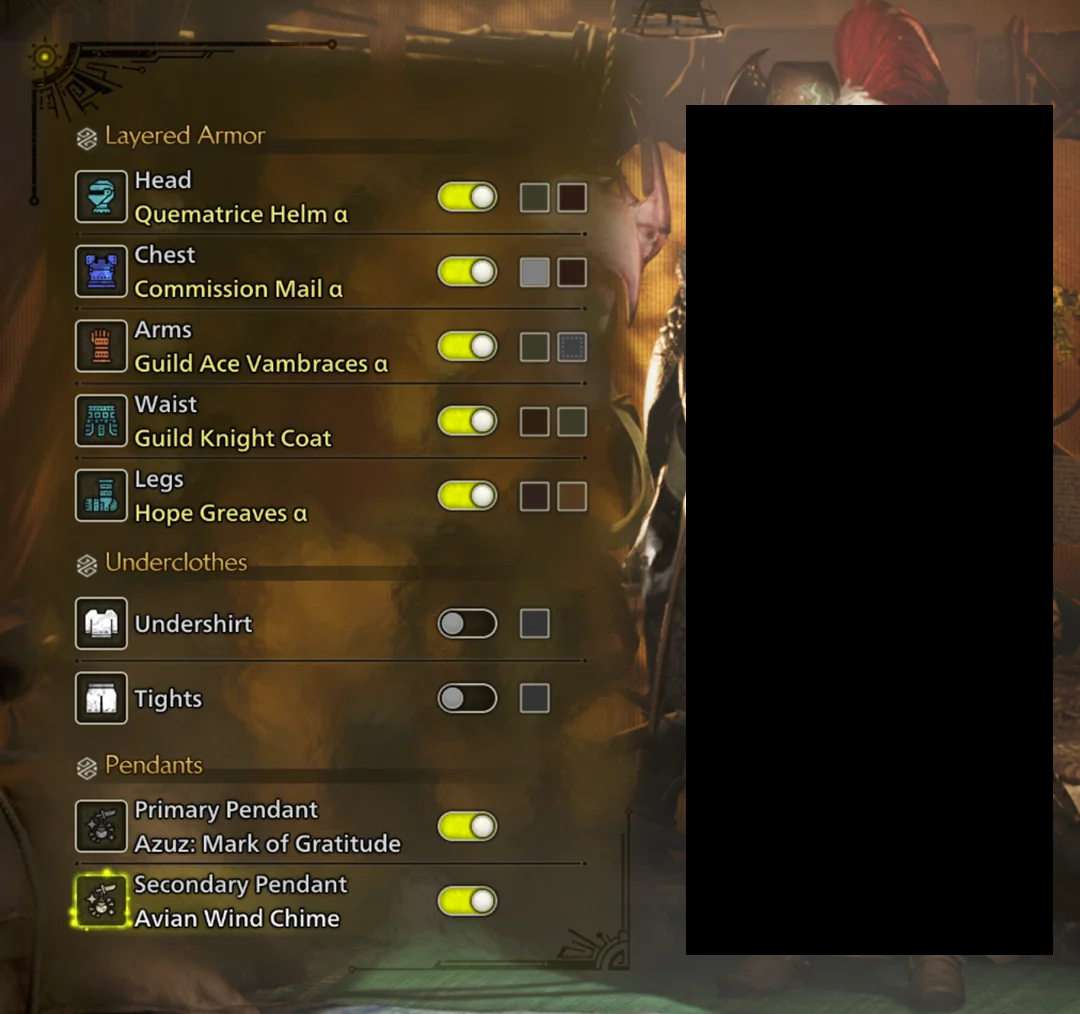 Layered Armor
Head
Quematrice Helm α
Chest
Commission Mail α
Arms
Guild Ace Vambraces α
Waist
Guild Knight Coat
Legs
Hope Greaves α
Underclothes
Undershirt
Tights
Pendants
Primary Pendant
Azuz: Mark of Gratitude
Secondary Pendant
Avian Wind Chime